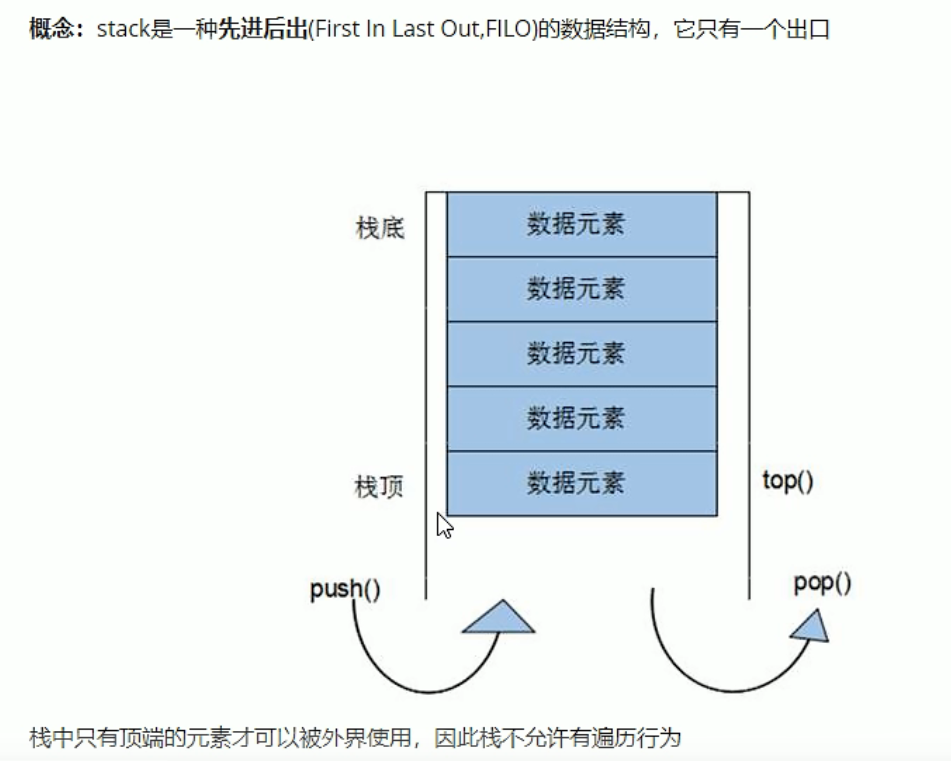 概念：stack是一种先进后出(First In Last Out,FILO)的数据结构，它只有一个出口
栈底
数据元素
数据元素
数据元素
数据元素
栈顶
数据元素
top()
push()
pop()
栈中只有顶端的元素才可以被外界使用，因此栈不允许有遍历行为